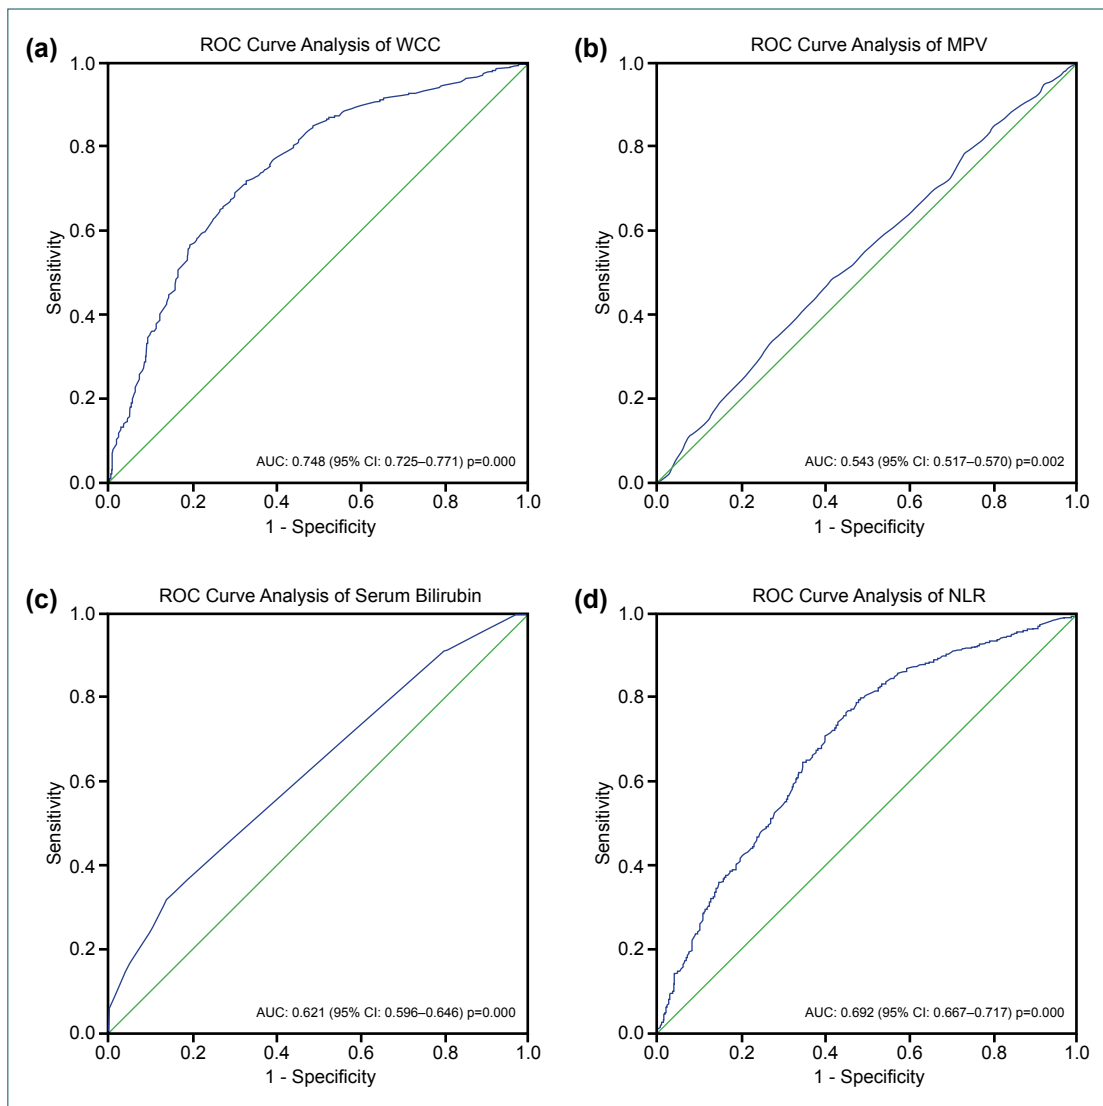 (a)
ROC Curve Analysis of WCC
1.0
0.8
0.6
0.4
0.2
0.0
Sensitivity
AUC: 0.748 (95% CI: 0.725–0.771) p=0.000
0.0 0.2 0.4 0.6 0.8 1.0
1 - Specificity
(b)
ROC Curve Analysis of MPV
1.0
0.8
0.6
0.4
0.2
0.0
Sensitivity
AUC: 0.543 (95% CI: 0.517–0.570) p=0.002
0.0 0.2 0.4 0.6 0.8 1.0
1 - Specificity
(c)
ROC Curve Analysis of Serum Bilirubin
1.0
0.8
0.6
0.4
0.2
0.0
Sensitivity
AUC: 0.621 (95% CI: 0.596–0.646) p=0.000
0.0 0.2 0.4 0.6 0.8 1.0
1 - Specificity
(d)
ROC Curve Analysis of NLR
1.0
0.8
0.6
0.4
0.2
0.0
Sensitivity
AUC: 0.692 (95% CI: 0.667–0.717) p=0.000
0.0 0.2 0.4 0.6 0.8 1.0
1 - Specificity